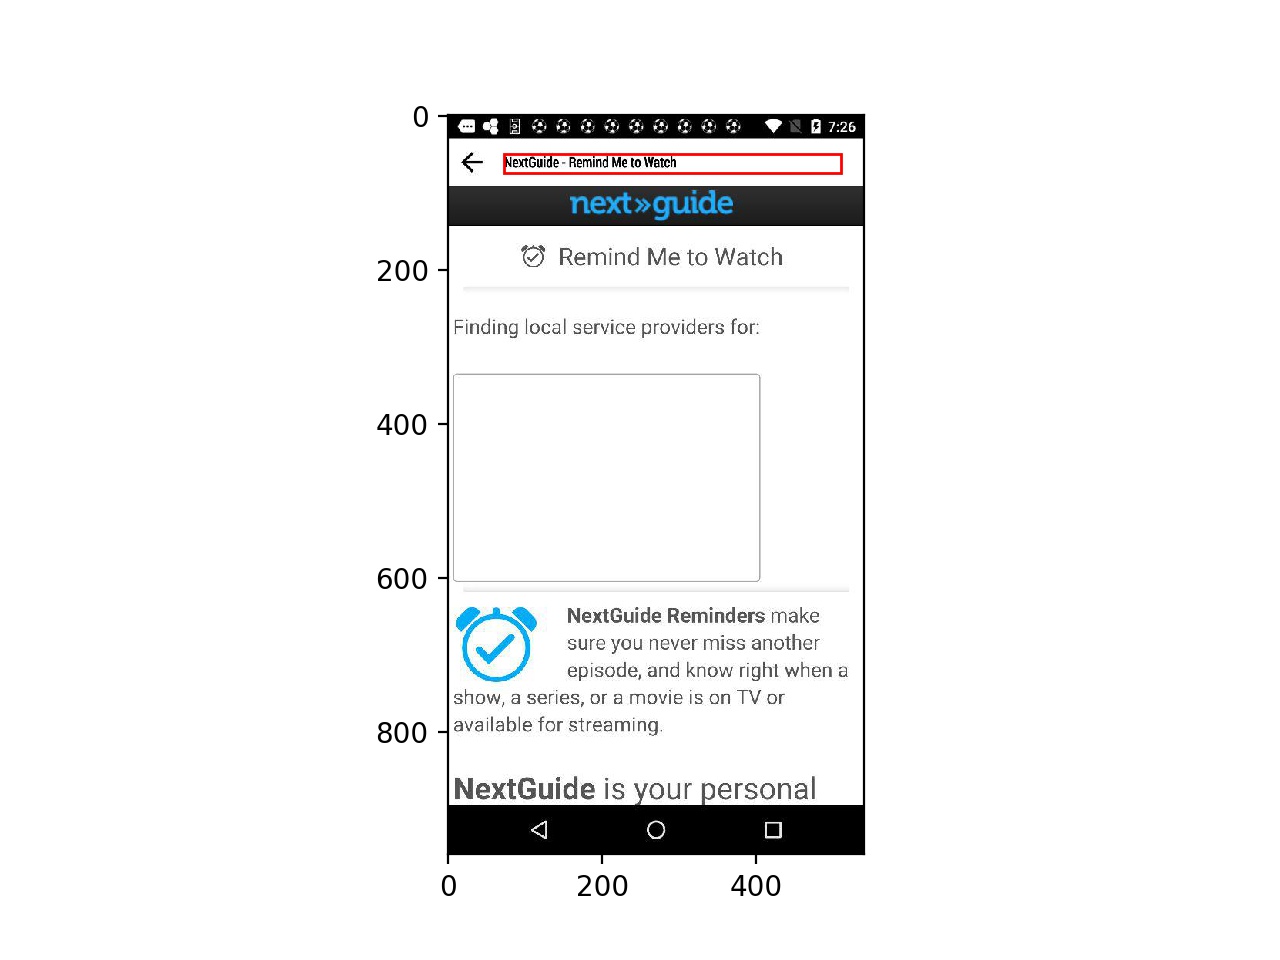 0
7:26
NextGuide - Remind Me to Watch
next»guide
200
Remind Me to Watch
Finding local service providers for:
400
600
NextGuide Reminders make
sure you never miss another
episode, and know right when a
show, a series, or a movie is on TV or
available for streaming.
800
NextGuide is your personal
0 200 400